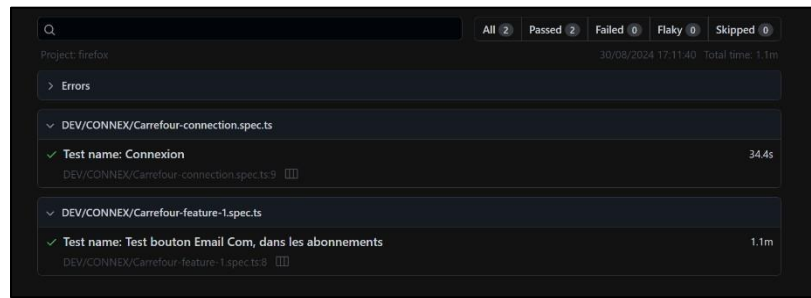 All 2 Passed 2 Failed 0 Flaky 0 Skipped 0
Project: firefox 30/08/2024 17:11:40 Total time: 1.1m
Errors
DEV/CONNEX/Carrefour-connection.spec.ts
Test name: Connexion 34.4s
DEV/CONNEX/Carrefour-connection.spec.ts:9
DEV/CONNEX/Carrefour-feature-1.spec.ts
Test name: Test bouton Email Com, dans les abonnements 1.1m
DEV/CONNEX/Carrefour-feature-1.spec.ts:8